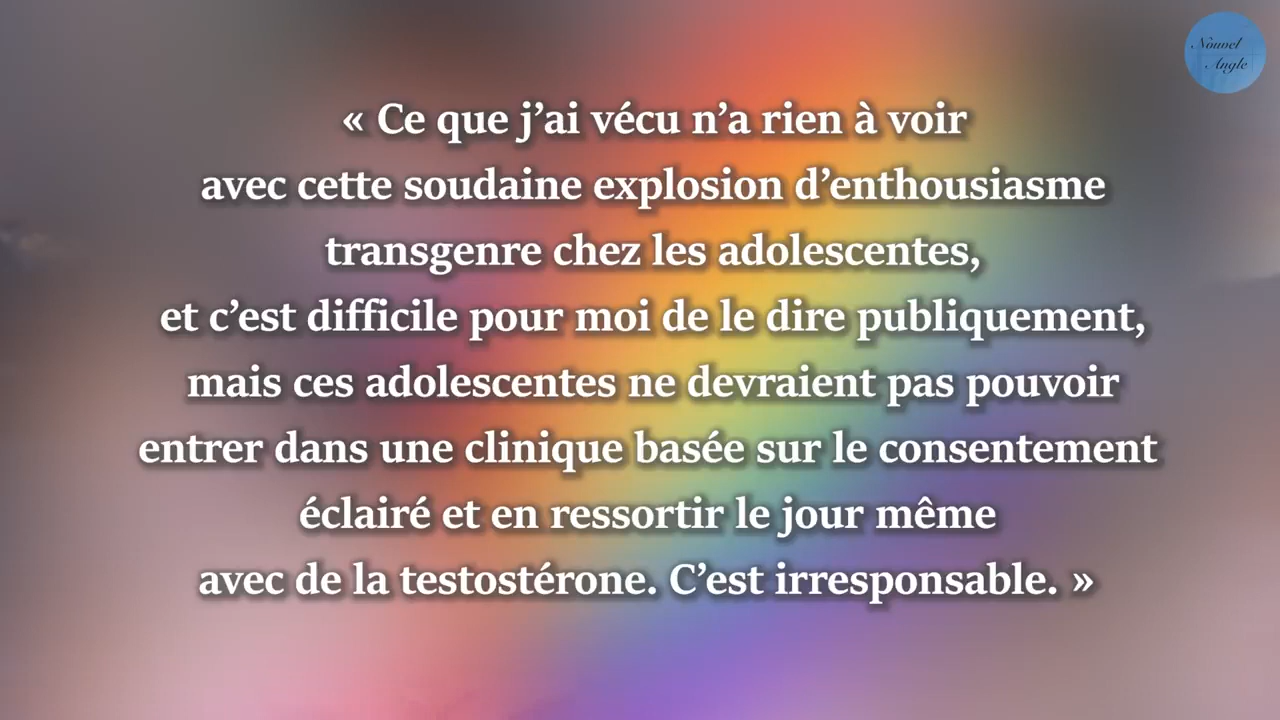 Nouvel
Angle
« Ce que j’ai vécu n’a rien à voir
avec cette soudaine explosion d’enthousiasme
transgenre chez les adolescentes,
et c’est difficile pour moi de le dire publiquement,
mais ces adolescentes ne devraient pas pouvoir
entrer dans une clinique basée sur le consentement
éclairé et en ressortir le jour même
avec de la testostérone. C’est irresponsable. »